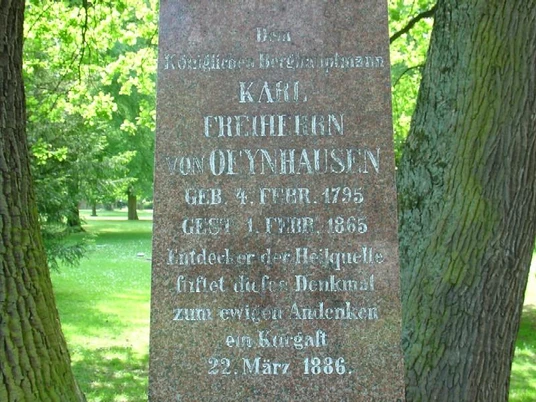 Dem
Königlichen Berghauptmann
KARL
FREIHERRN
VON OEYNHAUSEN
GEB. 4. FEBR. 1795
GEST. 1. FEBR. 1865
Entdecker der Heilquelle
stiftet dieses Denkmal
zum ewigen Andenken
ein Kurgast
22. März 1886.